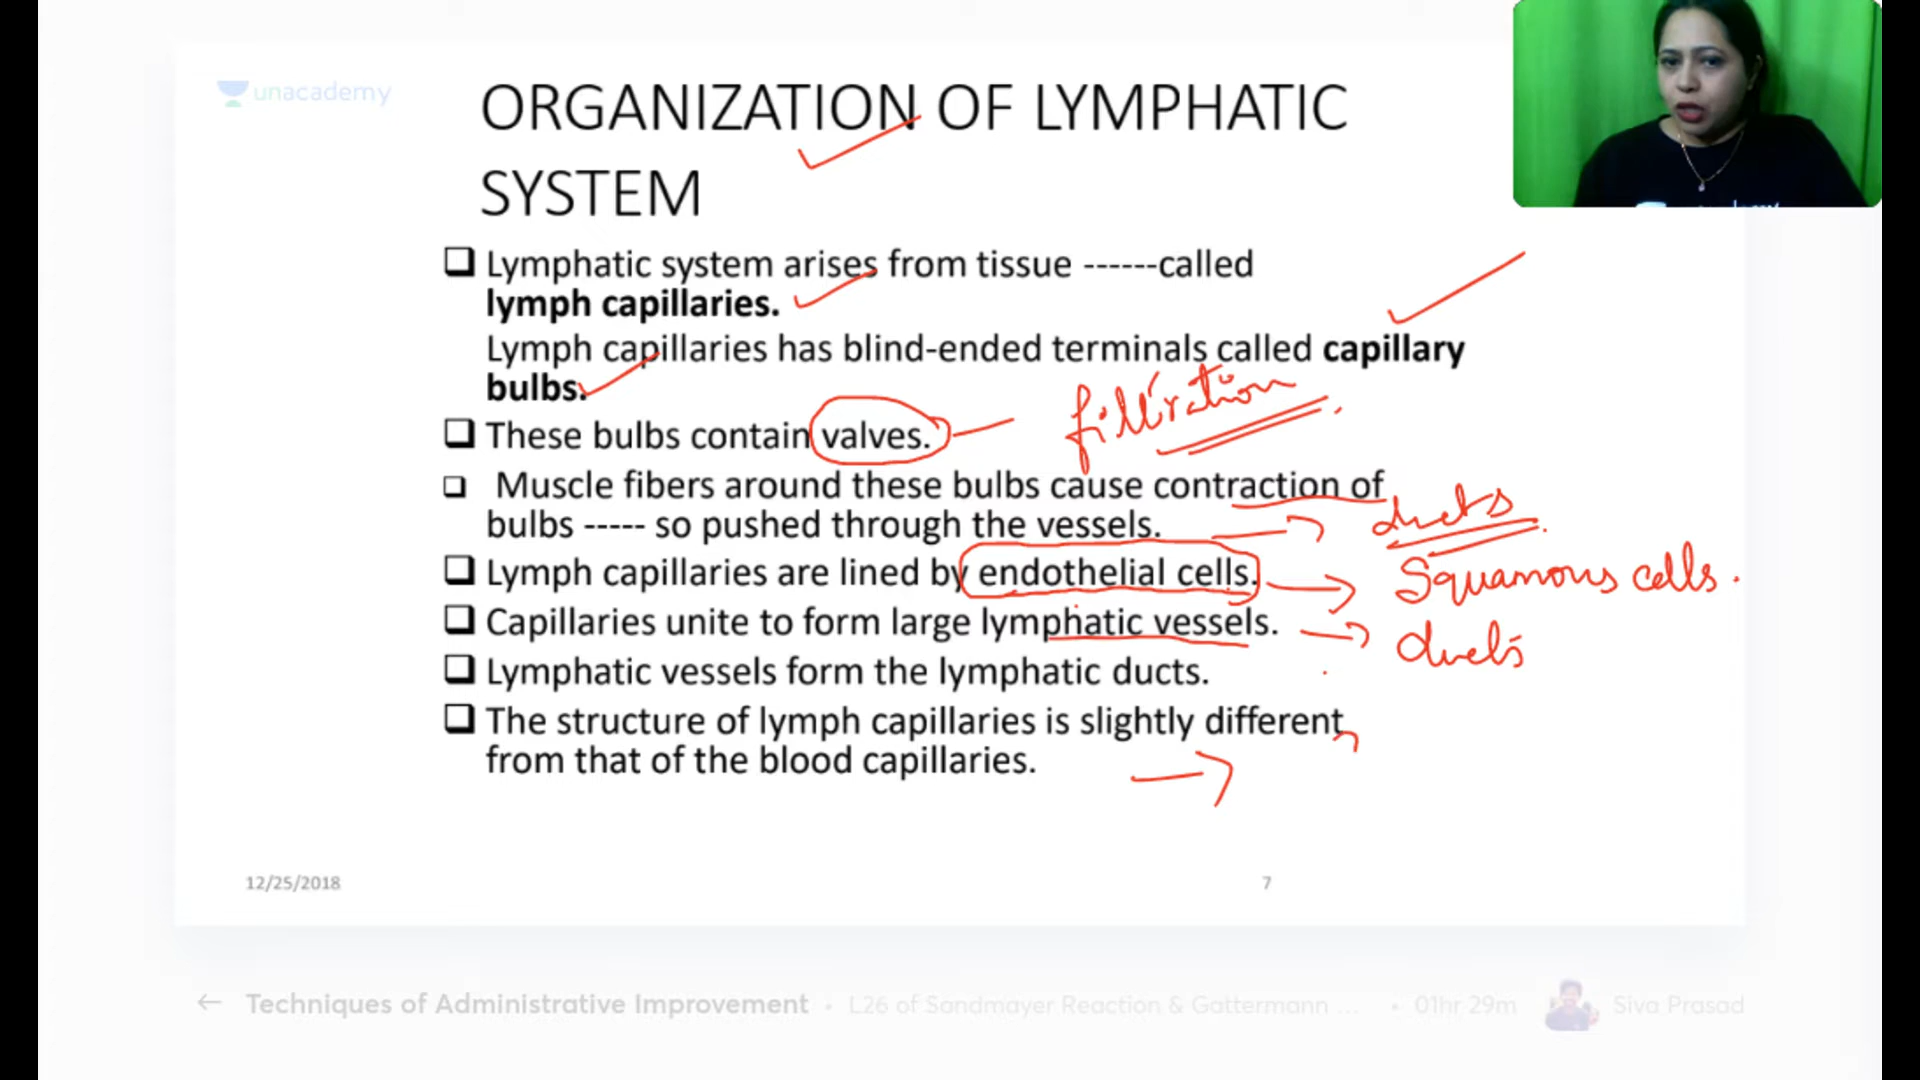 unacademy
ORGANIZATION OF LYMPHATIC
SYSTEM
Lymphatic system arises from tissue ------called
lymph capillaries.
Lymph capillaries has blind-ended terminals called capillary
bulbs.
These bulbs contain valves.
filtration
Muscle fibers around these bulbs cause contraction of
bulbs ----- so pushed through the vessels.
ducts
Lymph capillaries are lined by endothelial cells.
Squamous cells.
Capillaries unite to form large lymphatic vessels.
ducts
Lymphatic vessels form the lymphatic ducts.
The structure of lymph capillaries is slightly different
from that of the blood capillaries.
12/25/2018
7
Techniques of Administrative Improvement • L26 of Sandmayer Reaction & Gattermann ... • 01hr 29m Siva Prasad